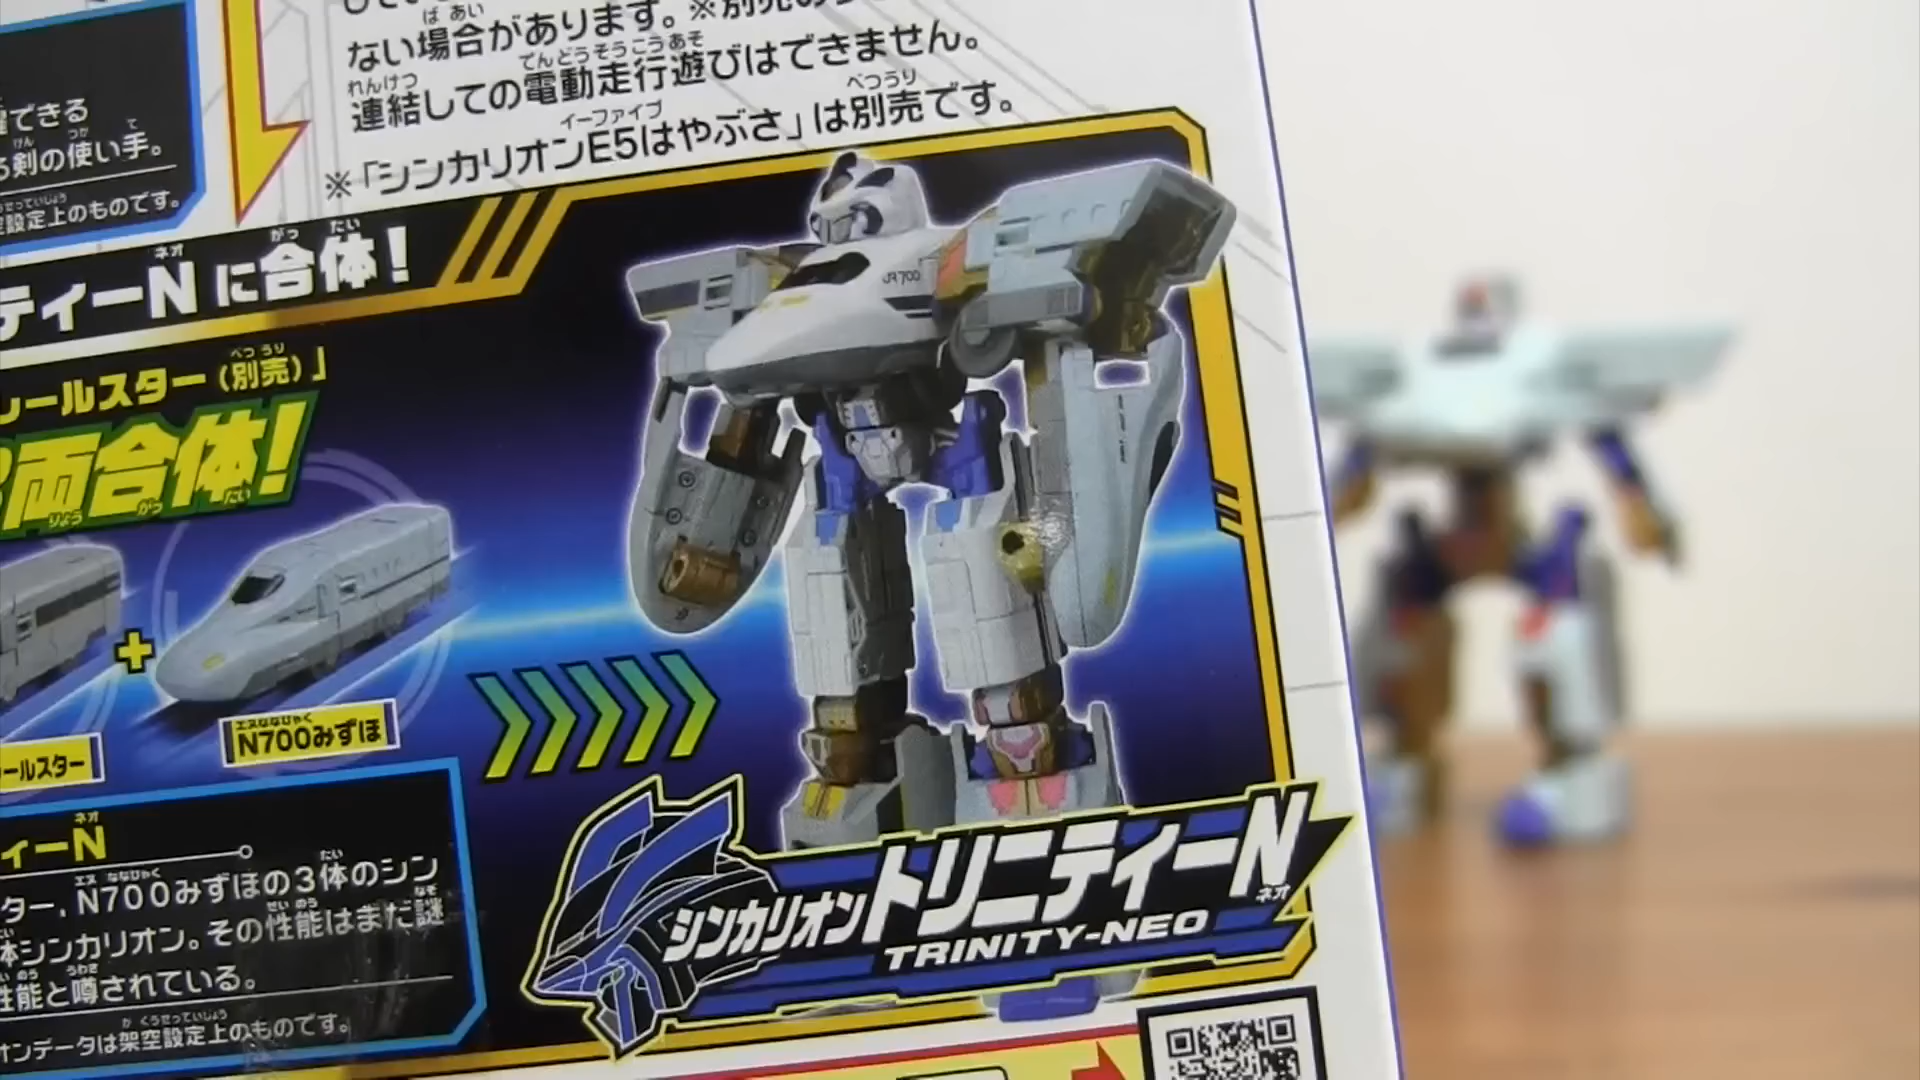 ない場合があります。※別売の
連結しての電動走行遊びはできません。
※「シンカリオンE5はやぶさ」は別売です。
できる
剣の使い手。
設定上のものです。
ティーNに合体!
レールスター(別売)」
両合体!
JR700
+
ールスター
N700みずほ
ィーN
ター、N700みずほの3体のシン
体シンカリオン。その性能はまだ謎
性能と噂されている。
オンデータは架空設定上のものです。
シンカリオン トリニティーN
ネオ
TRINITY-NEO